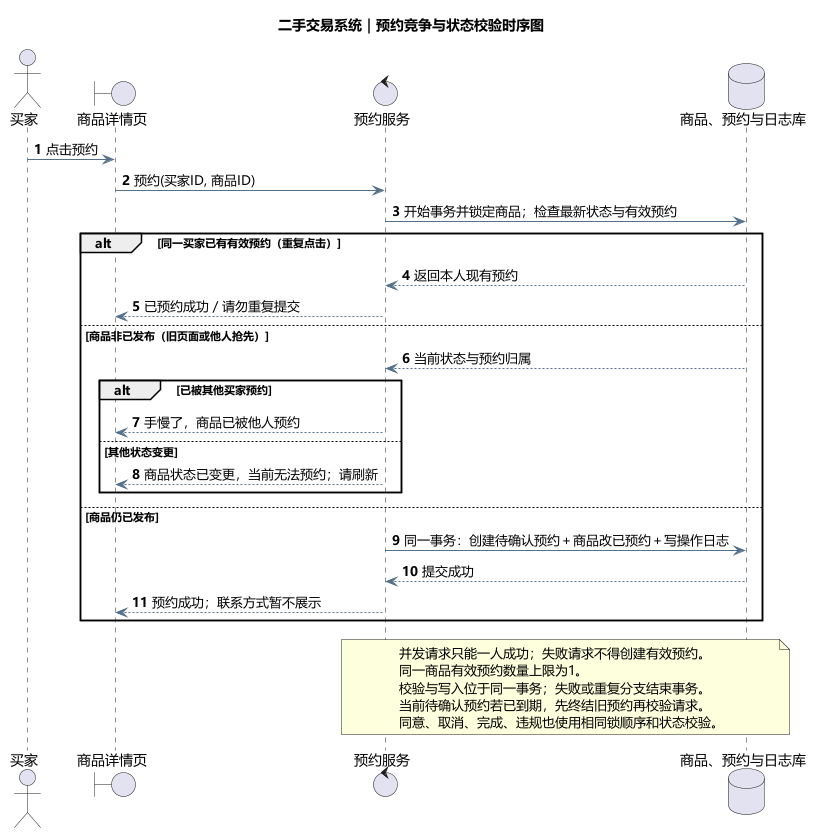 二手交易系统 | 预约竞争与状态校验时序图
买家
商品详情页
预约服务
商品、预约与日志库
1 点击预约
2 预约(买家ID, 商品ID)
3 开始事务并锁定商品；检查最新状态与有效预约
alt [同一买家已有有效预约（重复点击）]
4 返回本人现有预约
5 已预约成功 / 请勿重复提交
[商品非已发布（旧页面或他人抢先）]
6 当前状态与预约归属
alt [已被其他买家预约]
7 手慢了，商品已被他人预约
[其他状态变更]
8 商品状态已变更，当前无法预约；请刷新
[商品仍已发布]
9 同一事务：创建待确认预约 + 商品改已预约 + 写操作日志
10 提交成功
11 预约成功；联系方式暂不展示
并发请求只能一人成功；失败请求不得创建有效预约。
同一商品有效预约数量上限为1。
校验与写入位于同一事务；失败或重复分支结束事务。
当前待确认预约若已到期，先终结旧预约再校验请求。
同意、取消、完成、违规也使用相同锁顺序和状态校验。
买家
商品详情页
预约服务
商品、预约与日志库